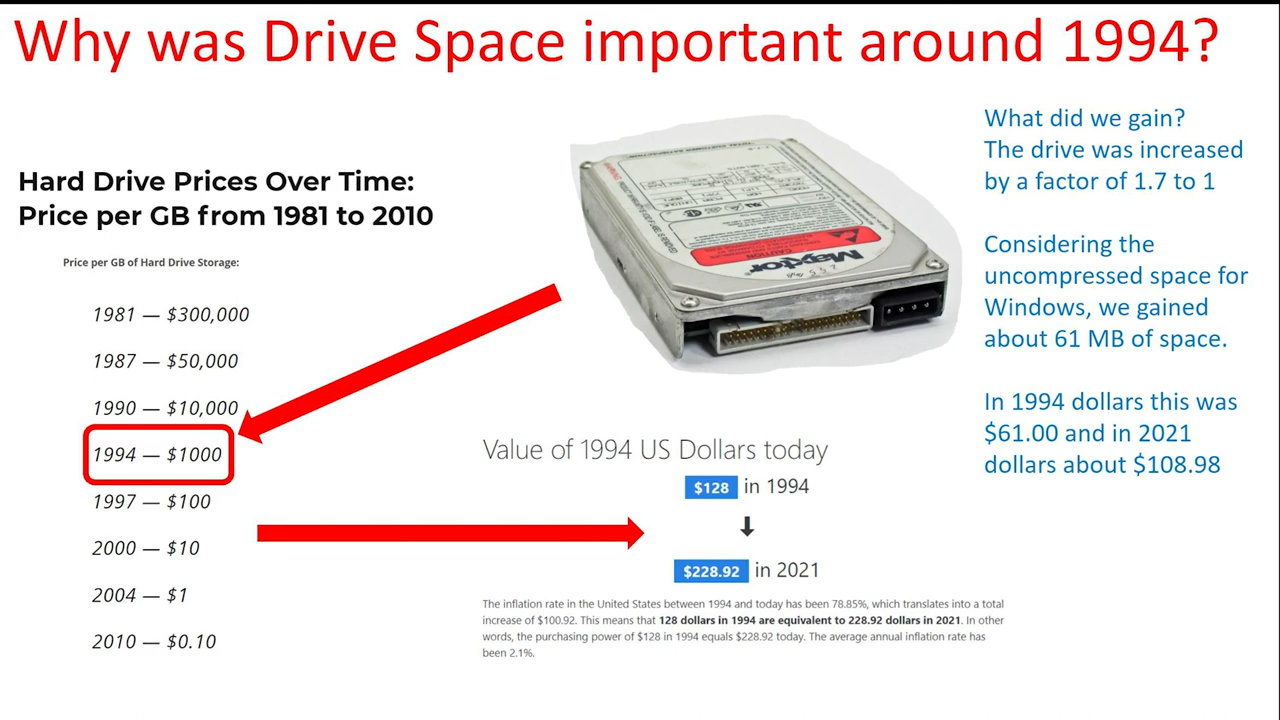 Why was Drive Space important around 1994?
Hard Drive Prices Over Time:
Price per GB from 1981 to 2010
Price per GB of Hard Drive Storage:
1981 — $300,000
1987 — $50,000
1990 — $10,000
1994 — $1000
1997 — $100
2000 — $10
2004 — $1
2010 — $0.10
Maxtor
CAUTION
Value of 1994 US Dollars today
$128 in 1994
$228.92 in 2021
The inflation rate in the United States between 1994 and today has been 78.85%, which translates into a total
increase of $100.92. This means that 128 dollars in 1994 are equivalent to 228.92 dollars in 2021. In other
words, the purchasing power of $128 in 1994 equals $228.92 today. The average annual inflation rate has
been 2.1%.
What did we gain?
The drive was increased
by a factor of 1.7 to 1
Considering the
uncompressed space for
Windows, we gained
about 61 MB of space.
In 1994 dollars this was
$61.00 and in 2021
dollars about $108.98